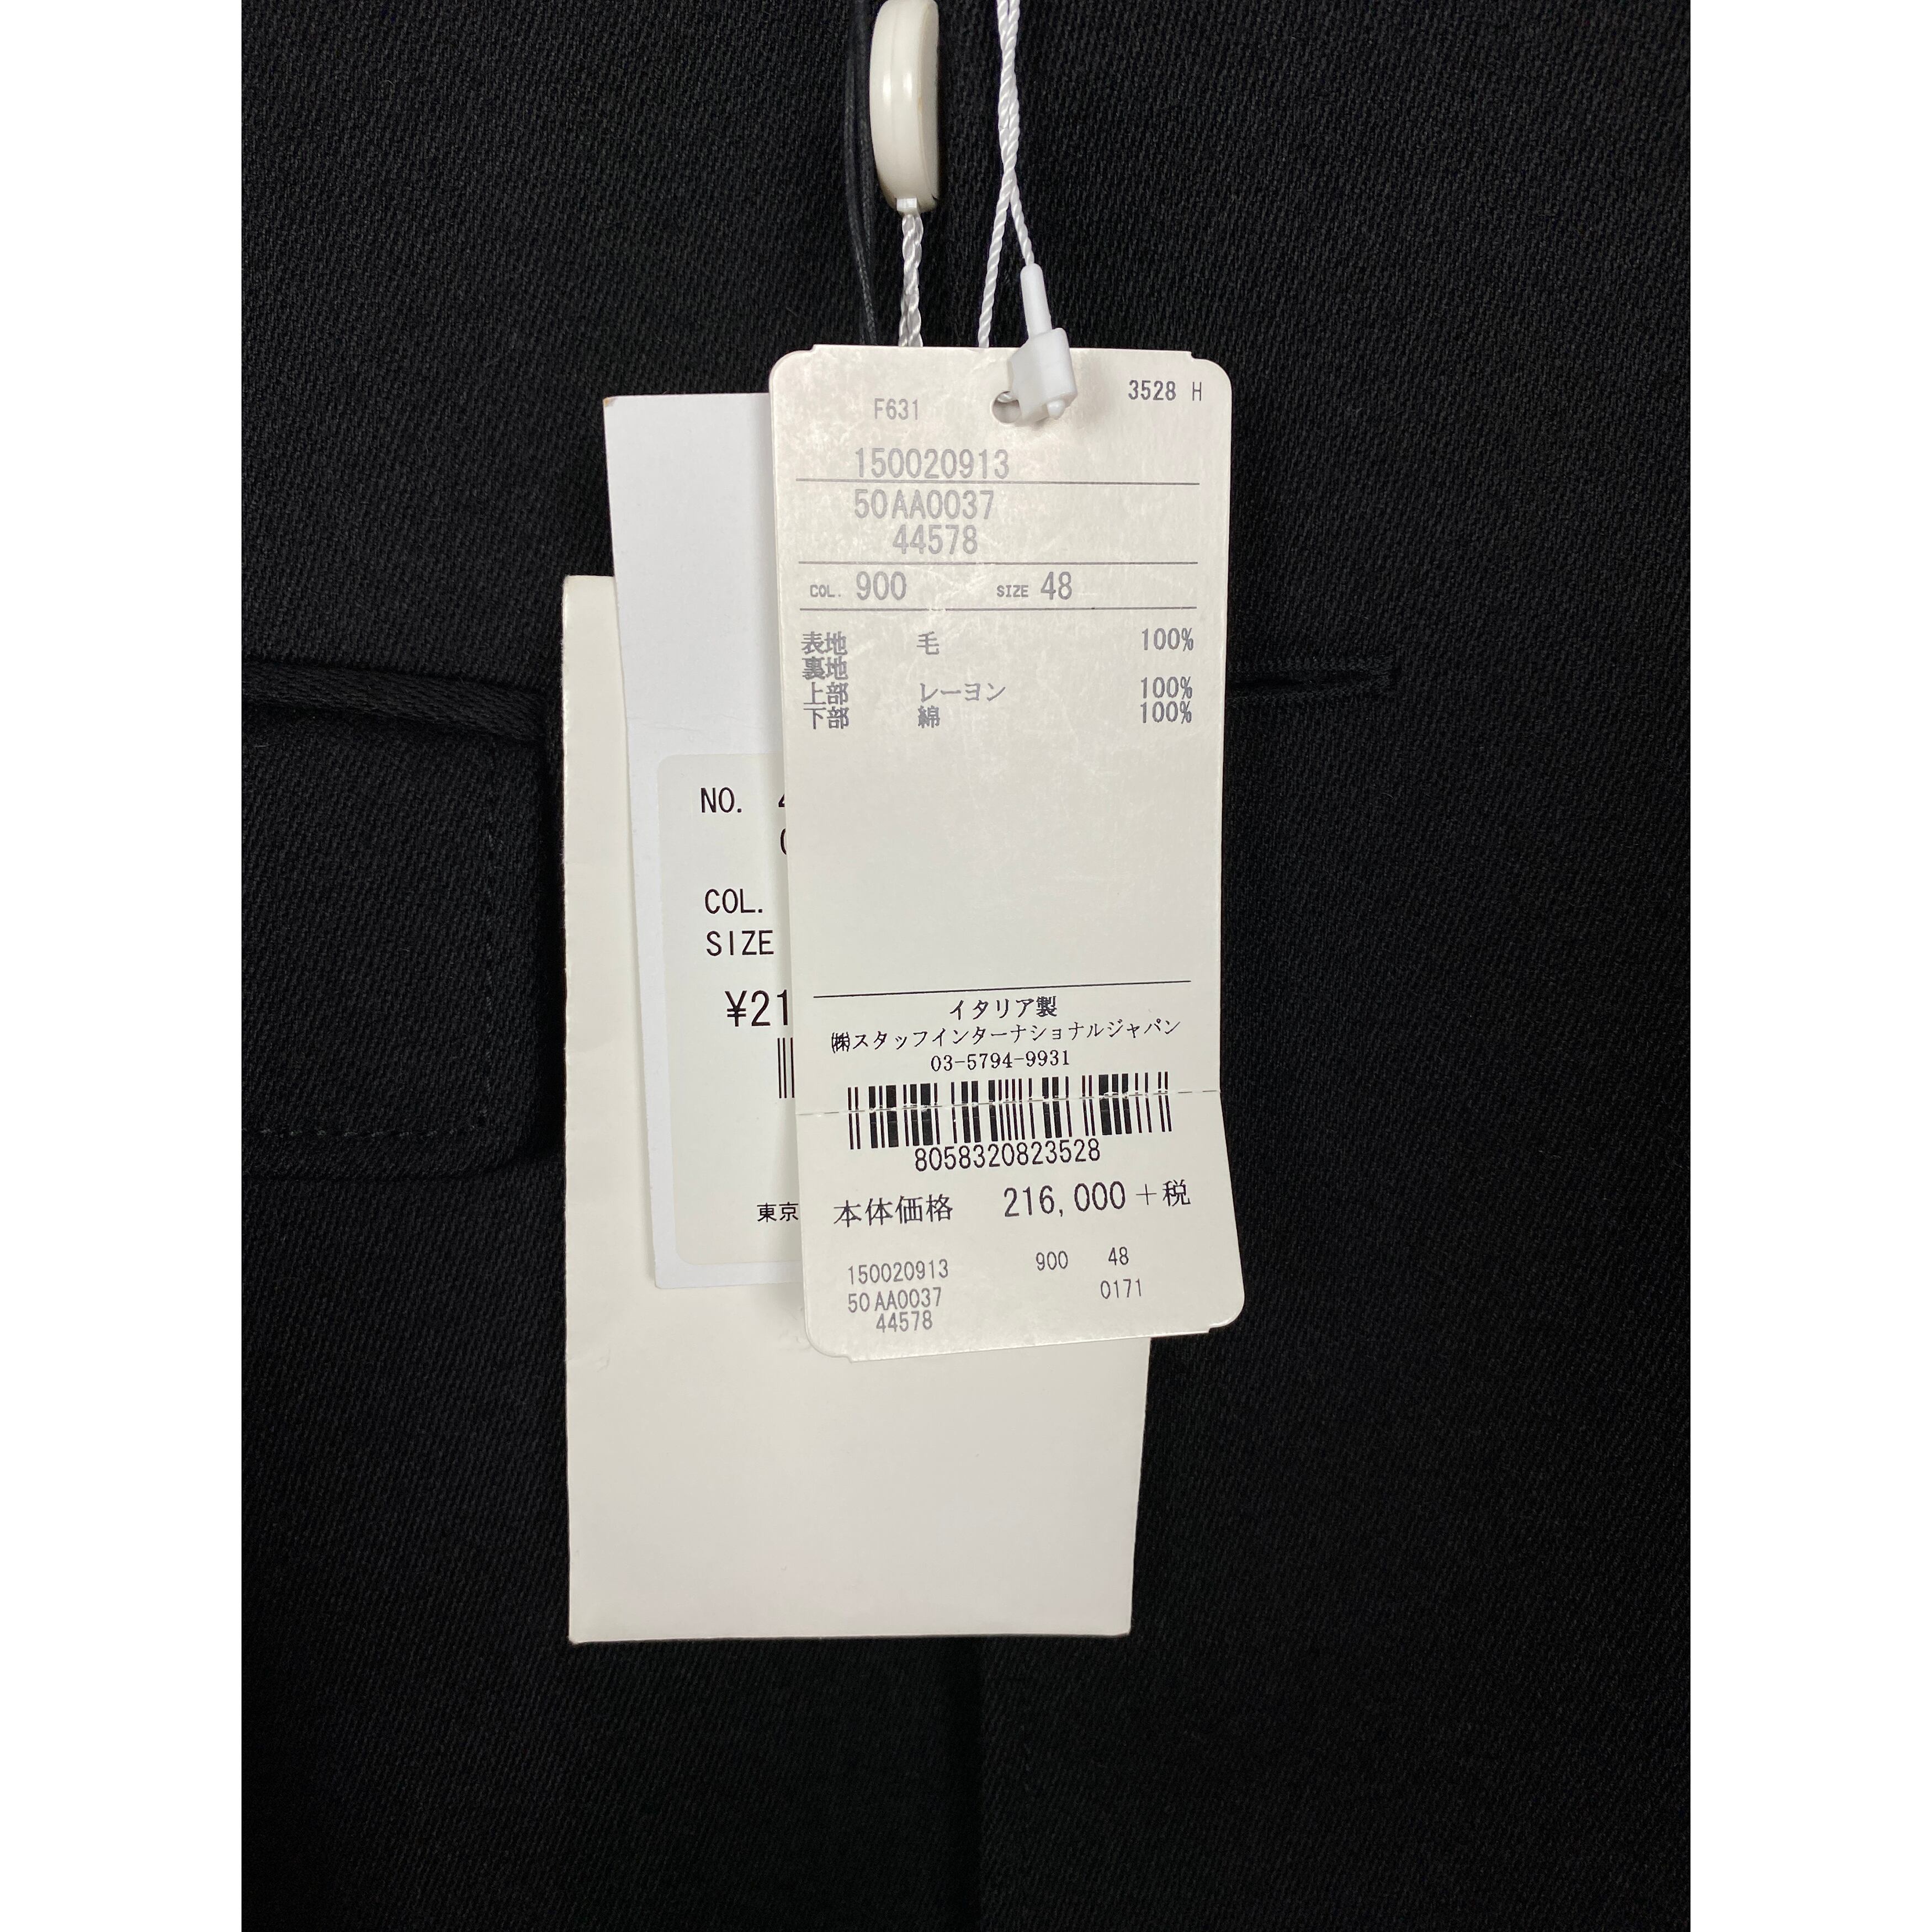 F631
3528 H
150020913
50AA0037
44578
COL. 900 SIZE 48
表地 毛 100%
裏地
上部 レーヨン 100%
下部 綿 100%
イタリア製
㈱スタッフインターナショナルジャパン
03-5794-9931
8058320823528
本体価格 216,000+税
150020913 900 48
50AA0037 0171
44578
NO.
COL.
SIZE
¥21
東京